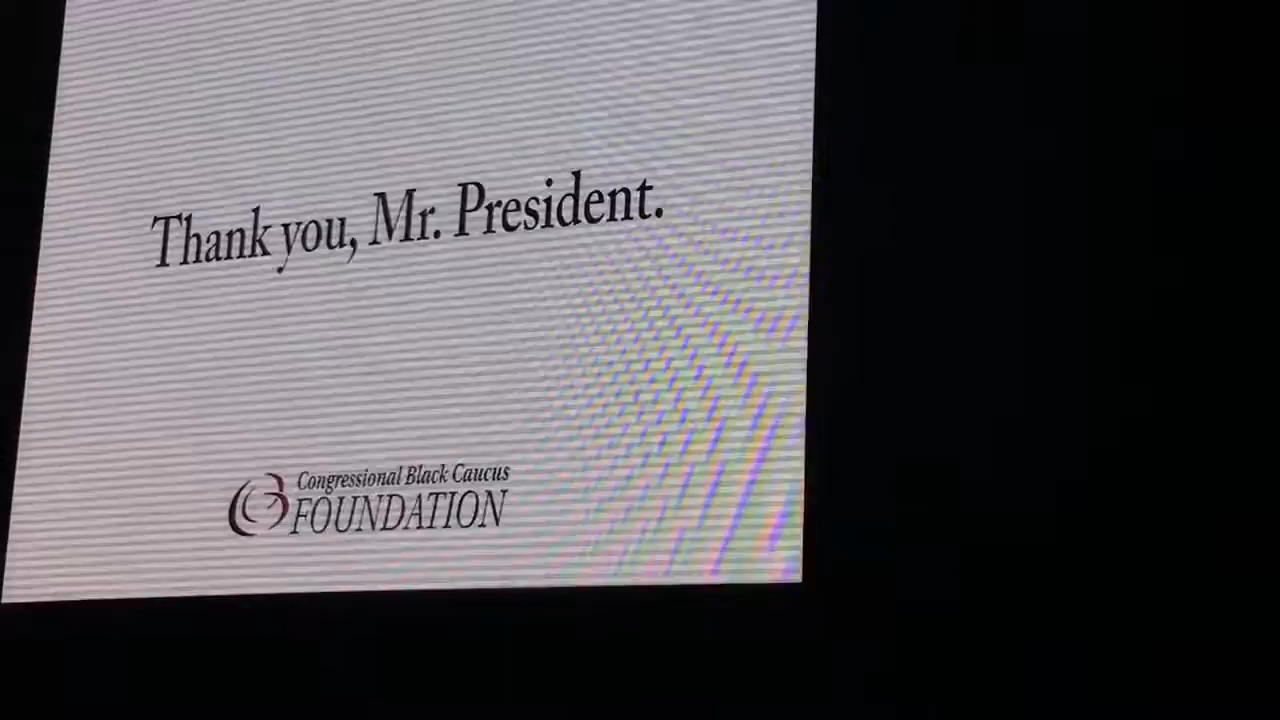 Thank you, Mr. President.
Congressional Black Caucus
FOUNDATION